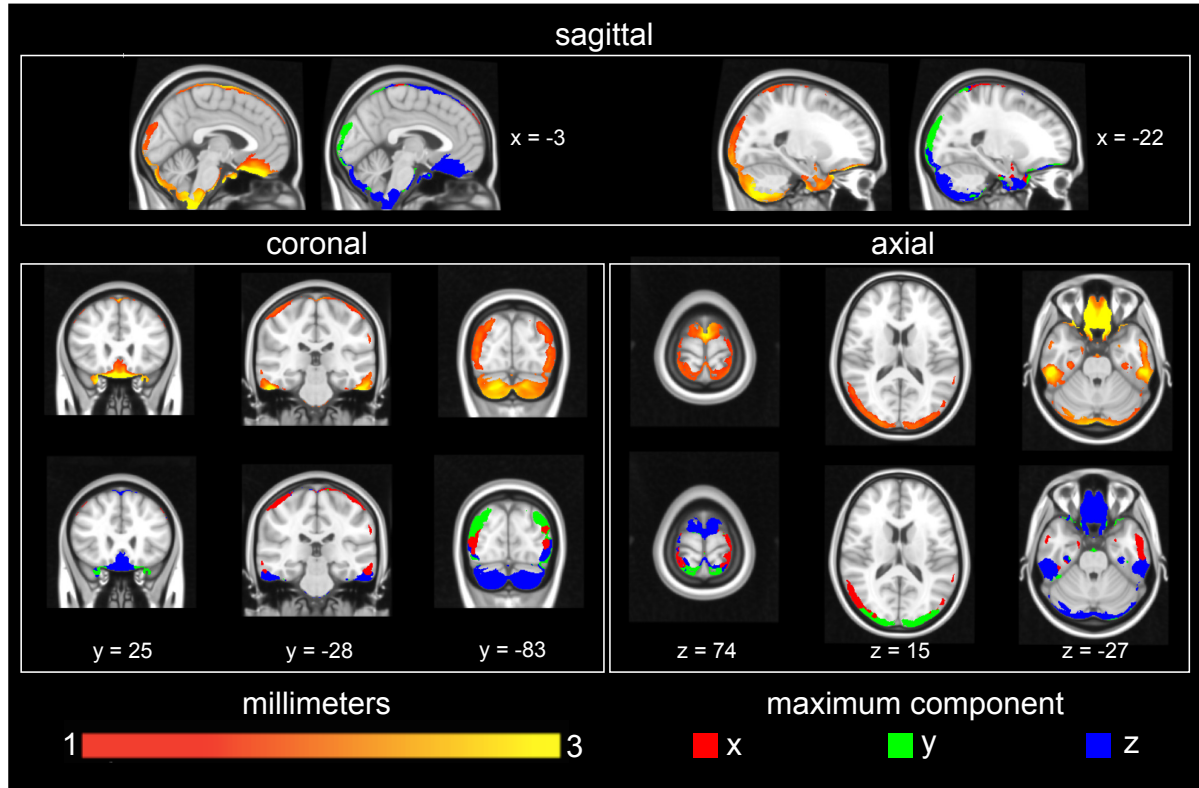 sagittal
x = -3
x = -22
coronal
axial
y = 25
y = -28
y = -83
z = 74
z = 15
z = -27
millimeters
maximum component
1
3
x
y
z